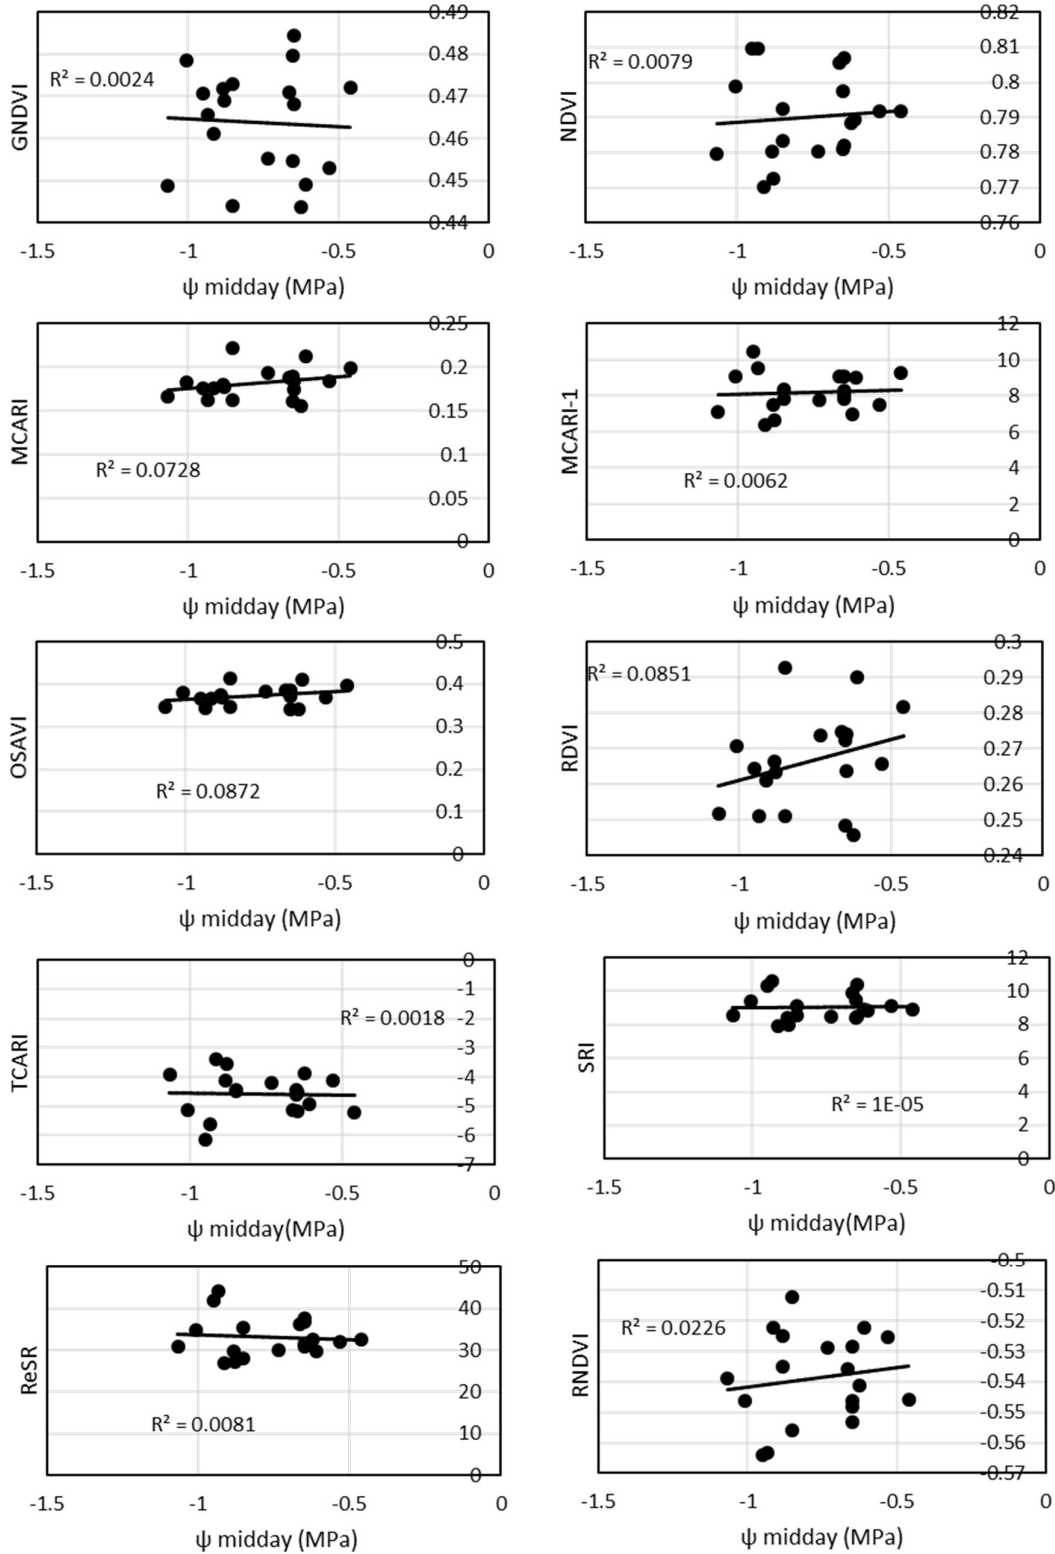 GNDVI
R² = 0.0024
0.49
0.48
0.47
0.46
0.45
0.44
-1.5 -1 -0.5 0
ψ midday (MPa)
NDVI
R² = 0.0079
0.82
0.81
0.8
0.79
0.78
0.77
0.76
-1.5 -1 -0.5 0
ψ midday (MPa)
MCARI
R² = 0.0728
0.25
0.2
0.15
0.1
0.05
0
-1.5 -1 -0.5 0
ψ midday (MPa)
MCARI-1
R² = 0.0062
12
10
8
6
4
2
0
-1.5 -1 -0.5 0
ψ midday (MPa)
OSAVI
R² = 0.0872
0.5
0.4
0.3
0.2
0.1
0
-1.5 -1 -0.5 0
ψ midday (MPa)
RDVI
R² = 0.0851
0.3
0.29
0.28
0.27
0.26
0.25
0.24
-1.5 -1 -0.5 0
ψ midday (MPa)
TCARI
R² = 0.0018
0
-1
-2
-3
-4
-5
-6
-7
-1.5 -1 -0.5 0
ψ midday(MPa)
SRI
R² = 1E-05
12
10
8
6
4
2
0
-1.5 -1 -0.5 0
ψ midday(MPa)
ReSR
R² = 0.0081
50
40
30
20
10
0
-1.5 -1 -0.5 0
ψ midday (MPa)
RNDVI
R² = 0.0226
-0.5
-0.51
-0.52
-0.53
-0.54
-0.55
-0.56
-0.57
-1.5 -1 -0.5 0
ψ midday (MPa)